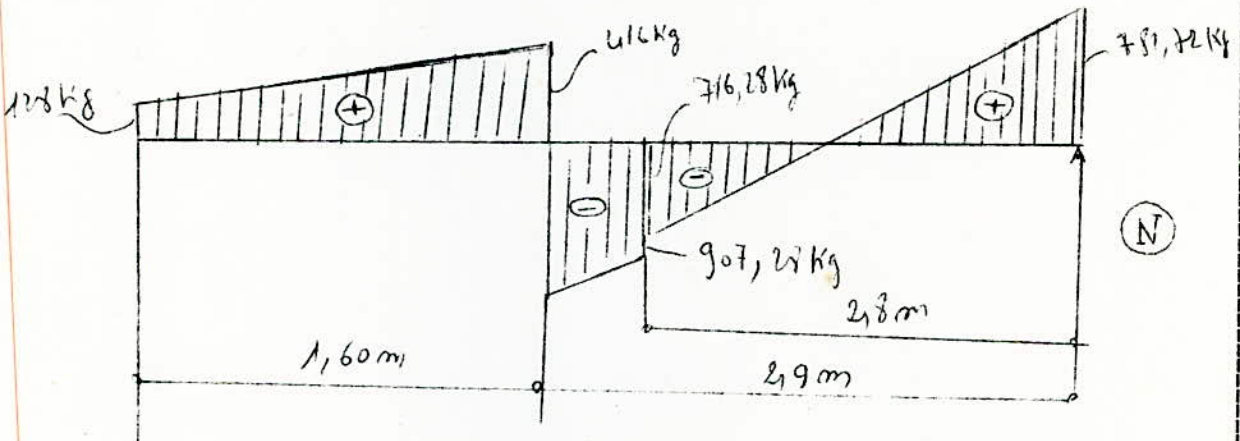 416 Kg
781,72 Kg
128 Kg
+
716,28 Kg
+
−
−
A
N
907,28 Kg
2,8 m
1,60 m
2,9 m